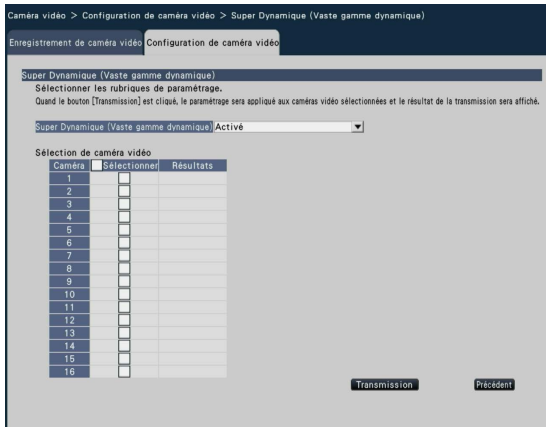 Caméra vidéo > Configuration de caméra vidéo > Super Dynamique (Vaste gamme dynamique)
Enregistrement de caméra vidéo Configuration de caméra vidéo
Super Dynamique (Vaste gamme dynamique)
Sélectionner les rubriques de paramétrage.
Quand le bouton [Transmission] est cliqué, le paramétrage sera appliqué aux caméras vidéo sélectionnées et le résultat de la transmission sera affiché.
Super Dynamique (Vaste gamme dynamique) Activé
Sélection de caméra vidéo
Caméra Sélectionner Résultats
1
2
3
4
5
6
7
8
9
10
11
12
13
14
15
16
Transmission Précédent